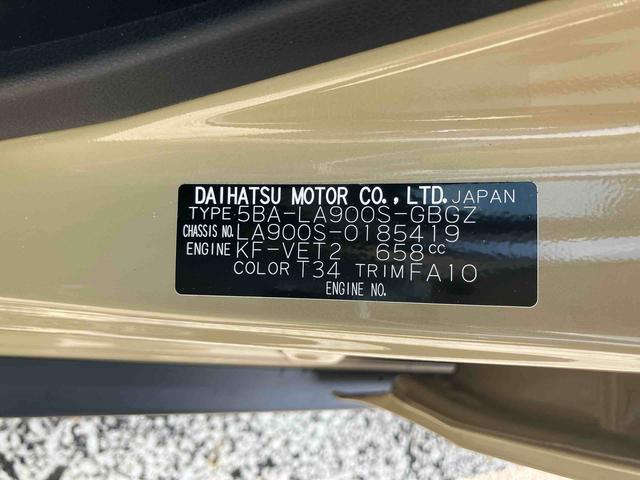 DAIHATSU MOTOR CO.,LTD. JAPAN
TYPE 5BA-LA900S-GBGZ
CHASSIS NO. LA900S-0185419
ENGINE KF-VET2 658cc
COLOR T34 TRIM FA10
ENGINE NO.